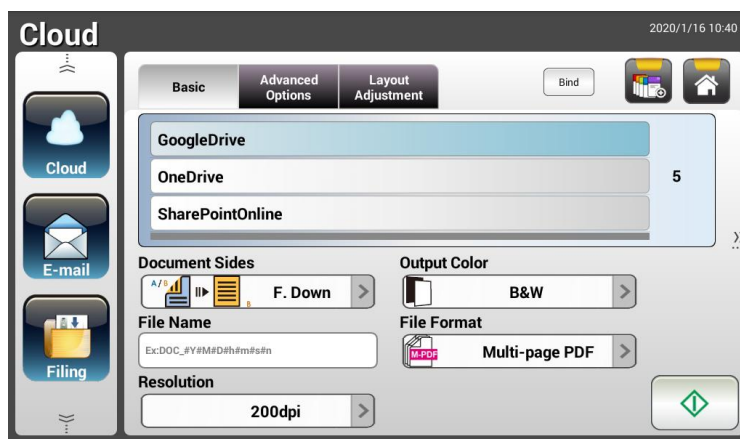 Cloud
2020/1/16 10:40
Basic
Advanced
Options
Layout
Adjustment
Bind
Cloud
E-mail
Filing
GoogleDrive
OneDrive
SharePointOnline
5
Document Sides
A/B
B
F. Down
Output Color
B&W
File Name
Ex:DOC_#Y#M#D#h#m#s#n
File Format
M-PDF
Multi-page PDF
Resolution
200dpi